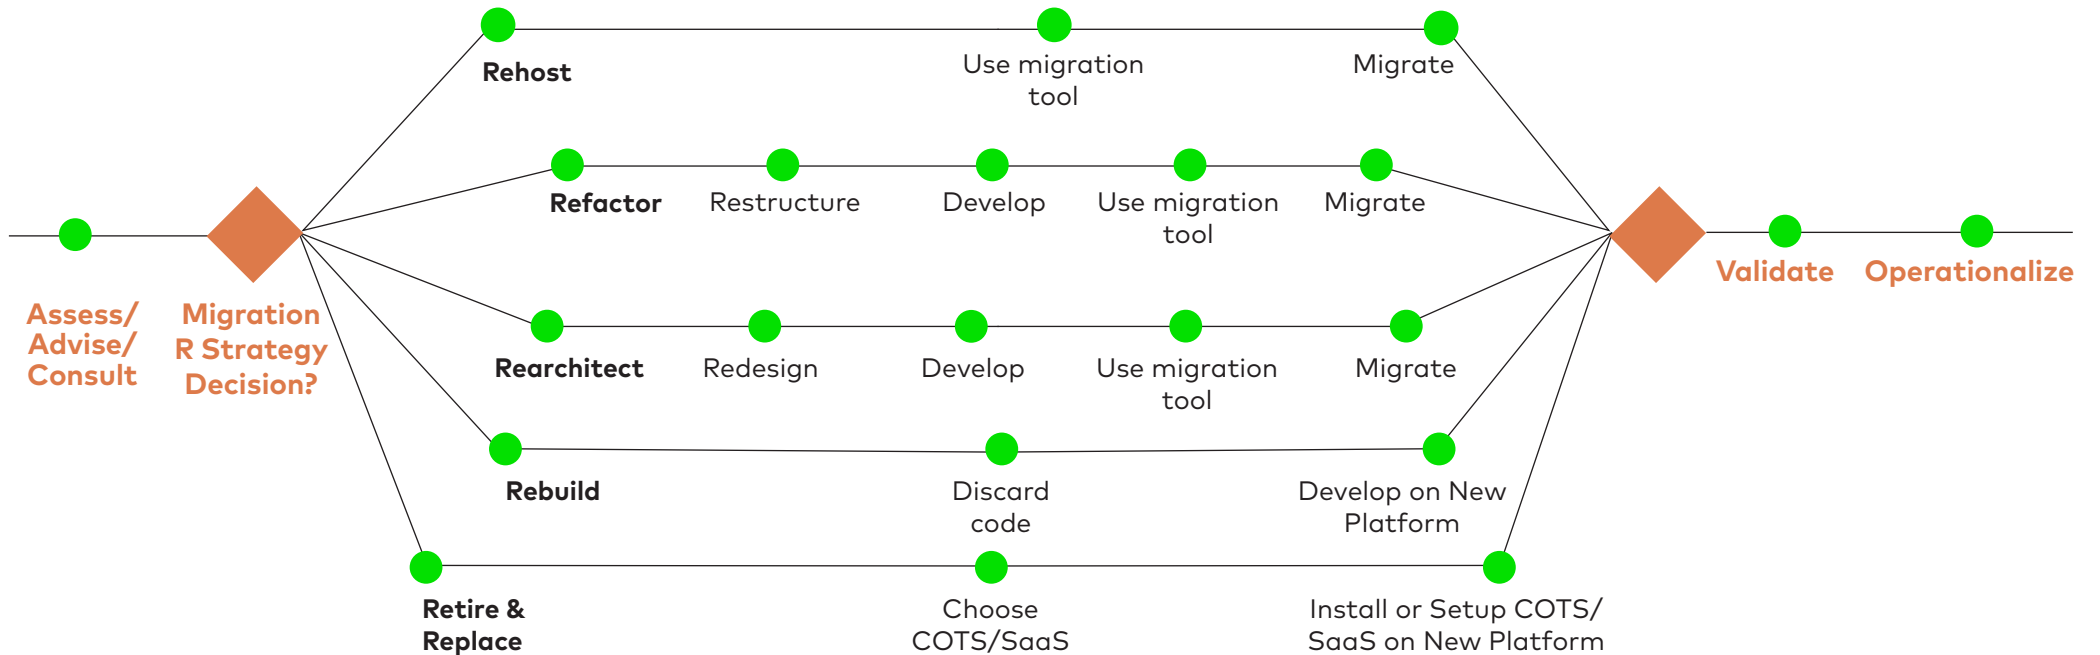 Rehost
Use migration
tool
Migrate
Refactor
Restructure
Develop
Use migration
tool
Migrate
Assess/
Advise/
Consult
Migration
R Strategy
Decision?
Validate
Operationalize
Rearchitect
Redesign
Develop
Use migration
tool
Migrate
Rebuild
Discard
code
Develop on New
Platform
Retire &
Replace
Choose
COTS/SaaS
Install or Setup COTS/
SaaS on New Platform